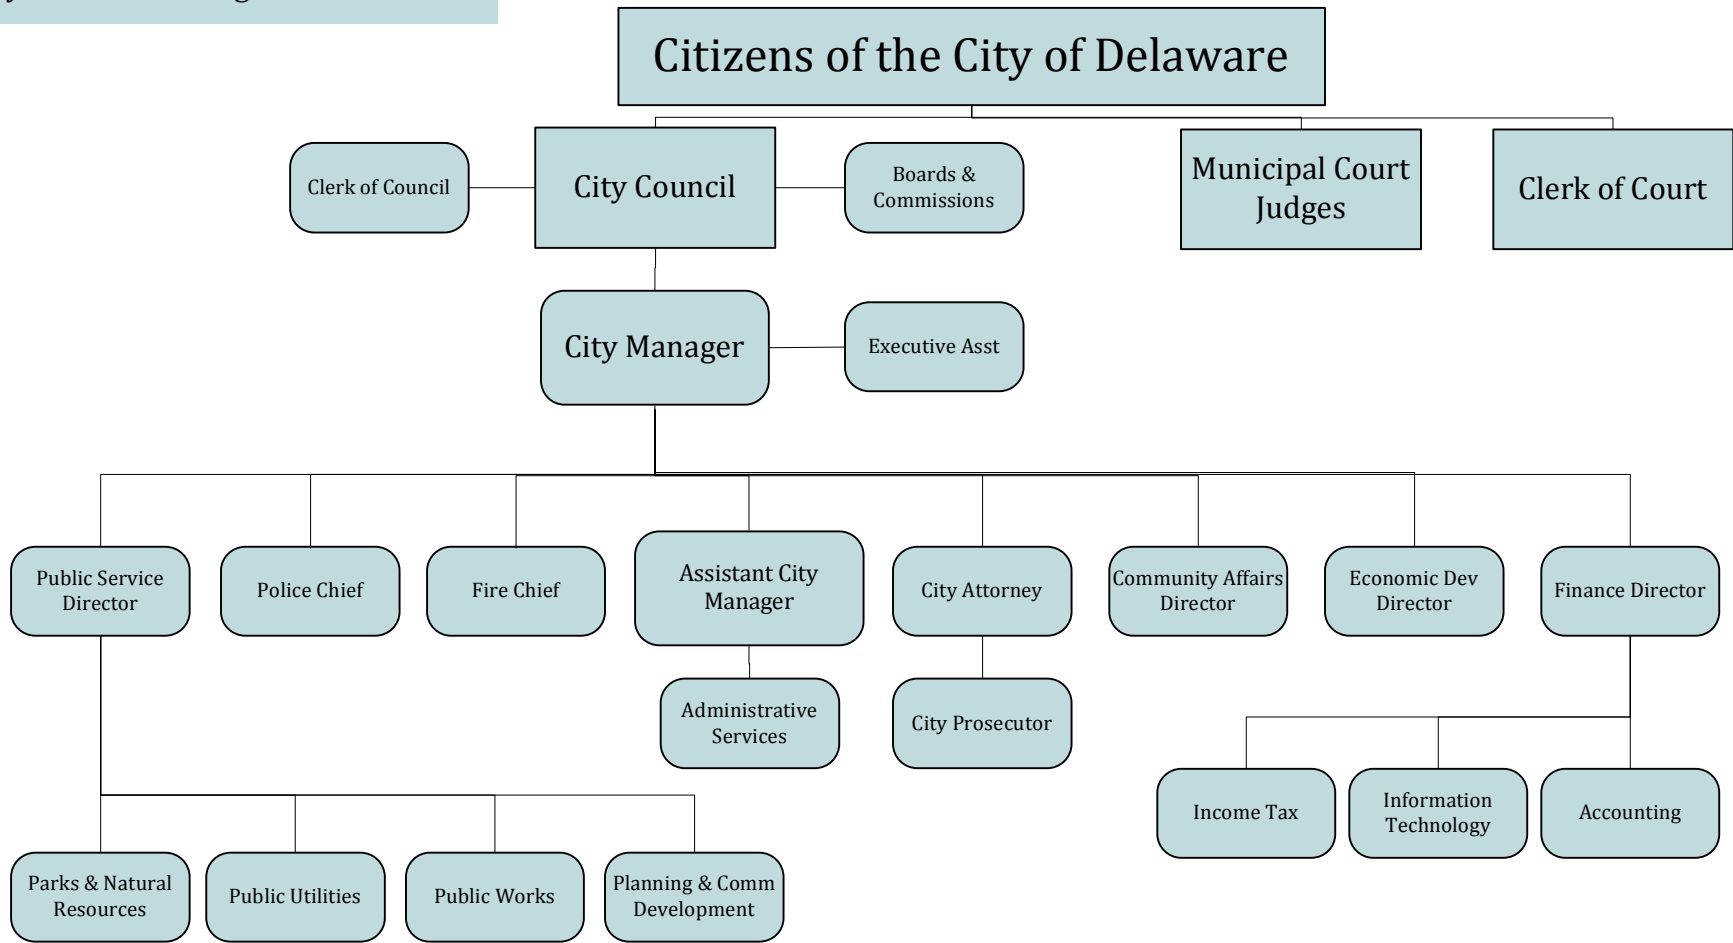 Citizens of the City of Delaware
Clerk of Council
City Council
Boards &
Commissions
Municipal Court
Judges
Clerk of Court
City Manager
Executive Asst
Public Service
Director
Police Chief
Fire Chief
Assistant City
Manager
City Attorney
Community Affairs
Director
Economic Dev
Director
Finance Director
Administrative
Services
City Prosecutor
Income Tax
Information
Technology
Accounting
Parks & Natural
Resources
Public Utilities
Public Works
Planning & Comm
Development